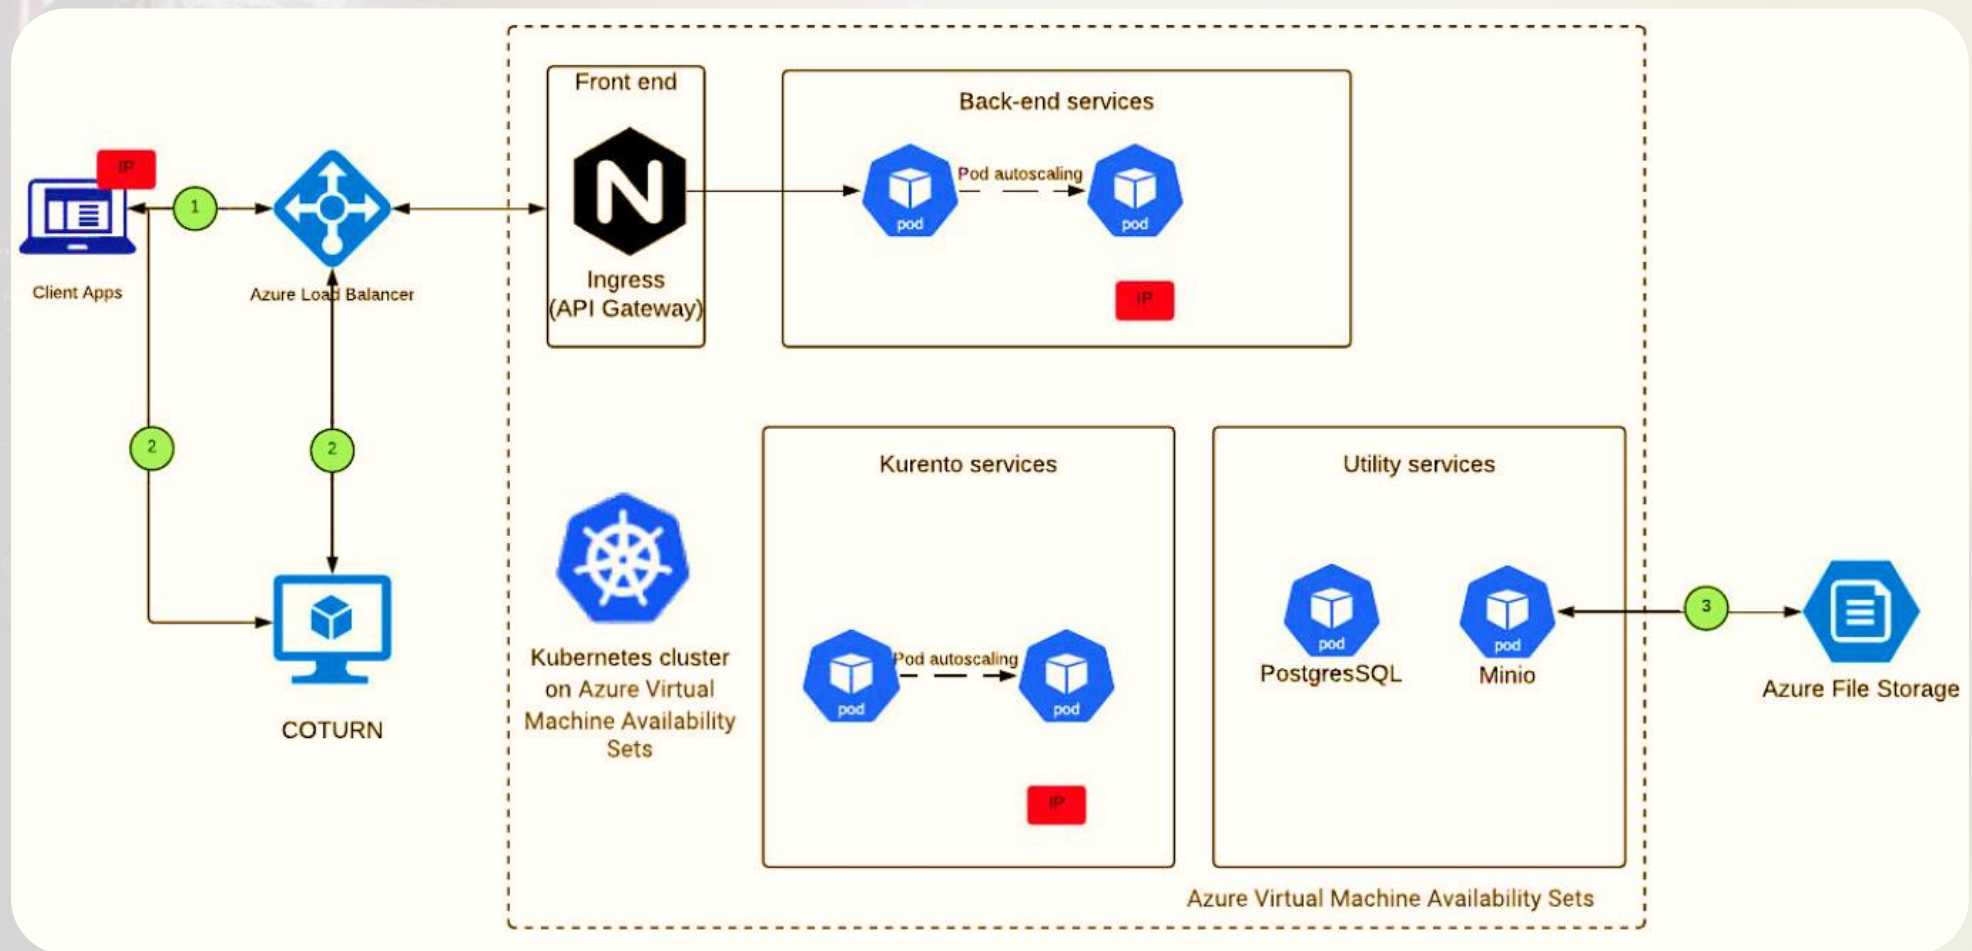 Front end
Back-end services
IP
1
Pod autoscaling
pod
pod
Client Apps
Azure Load Balancer
Ingress
(API Gateway)
IP
2
2
Kurento services
Utility services
3
Kubernetes cluster
on Azure Virtual
Machine Availability
Sets
Pod autoscaling
pod
pod
pod
PostgresSQL
pod
Minio
Azure File Storage
COTURN
IP
Azure Virtual Machine Availability Sets